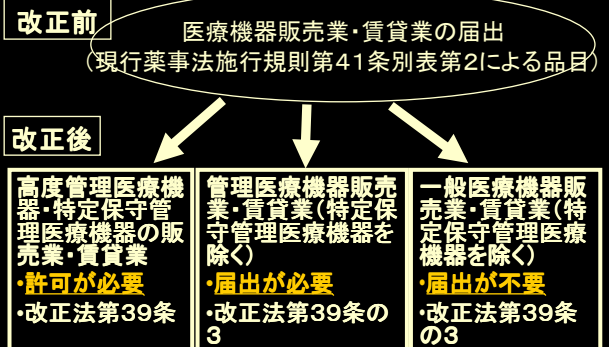 改正前
医療機器販売業・賃貸業の届出
(現行薬事法施行規則第41条別表第2による品目)
改正後
高度管理医療機
器・特定保守管
理医療機器の販
売業・賃貸業
・許可が必要
・改正法第39条
管理医療機器販売
業・賃貸業(特定保
守管理医療機器を
除く)
・届出が必要
・改正法第39条の
3
一般医療機器販
売業・賃貸業(特
定保守管理医療
機器を除く)
・届出が不要
・改正法第39条
の3